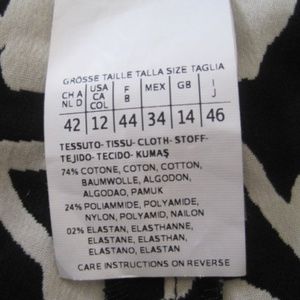 GRÖSSE TAILLE TALLA SIZE TAGLIA
CH A NL D USA CA COL F B MEX GB I J
42 12 44 34 14 46
TESSUTO-TISSU-CLOTH-STOFF-
TEJIDO-TECIDO-KUMAŞ
74% COTONE, COTON, COTTON,
BAUMWOLLE, ALGODON,
ALGODAO, PAMUK
24% POLIAMMIDE, POLYAMIDE,
NYLON, POLYAMID, NAILON
02% ELASTAN, ELASTHANNE,
ELASTANE, ELASTHAN,
ELASTANO, ELASTAN
CARE INSTRUCTIONS ON REVERSE